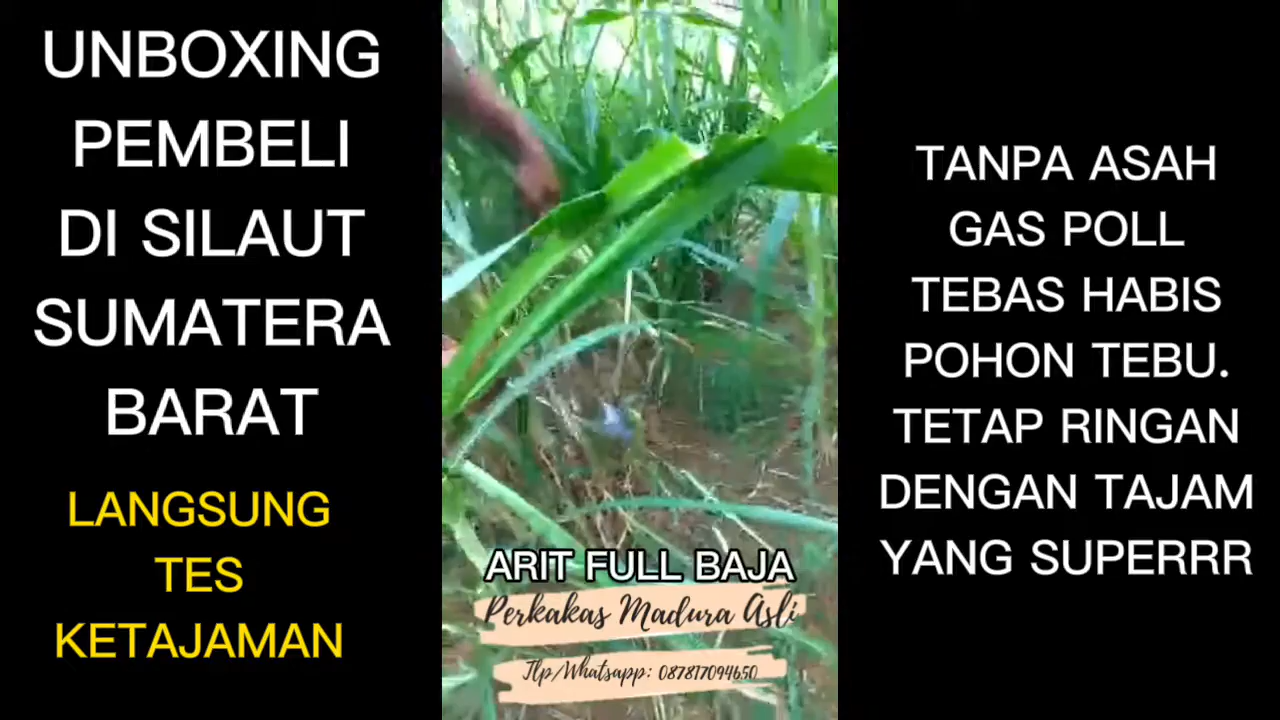 UNBOXING
PEMBELI
DI SILAUT
SUMATERA
BARAT
LANGSUNG
TES
KETAJAMAN
ARIT FULL BAJA
Perkakas Madura Asli
Tlp/Whatsapp: 087817094650
TANPA ASAH
GAS POLL
TEBAS HABIS
POHON TEBU.
TETAP RINGAN
DENGAN TAJAM
YANG SUPERRR